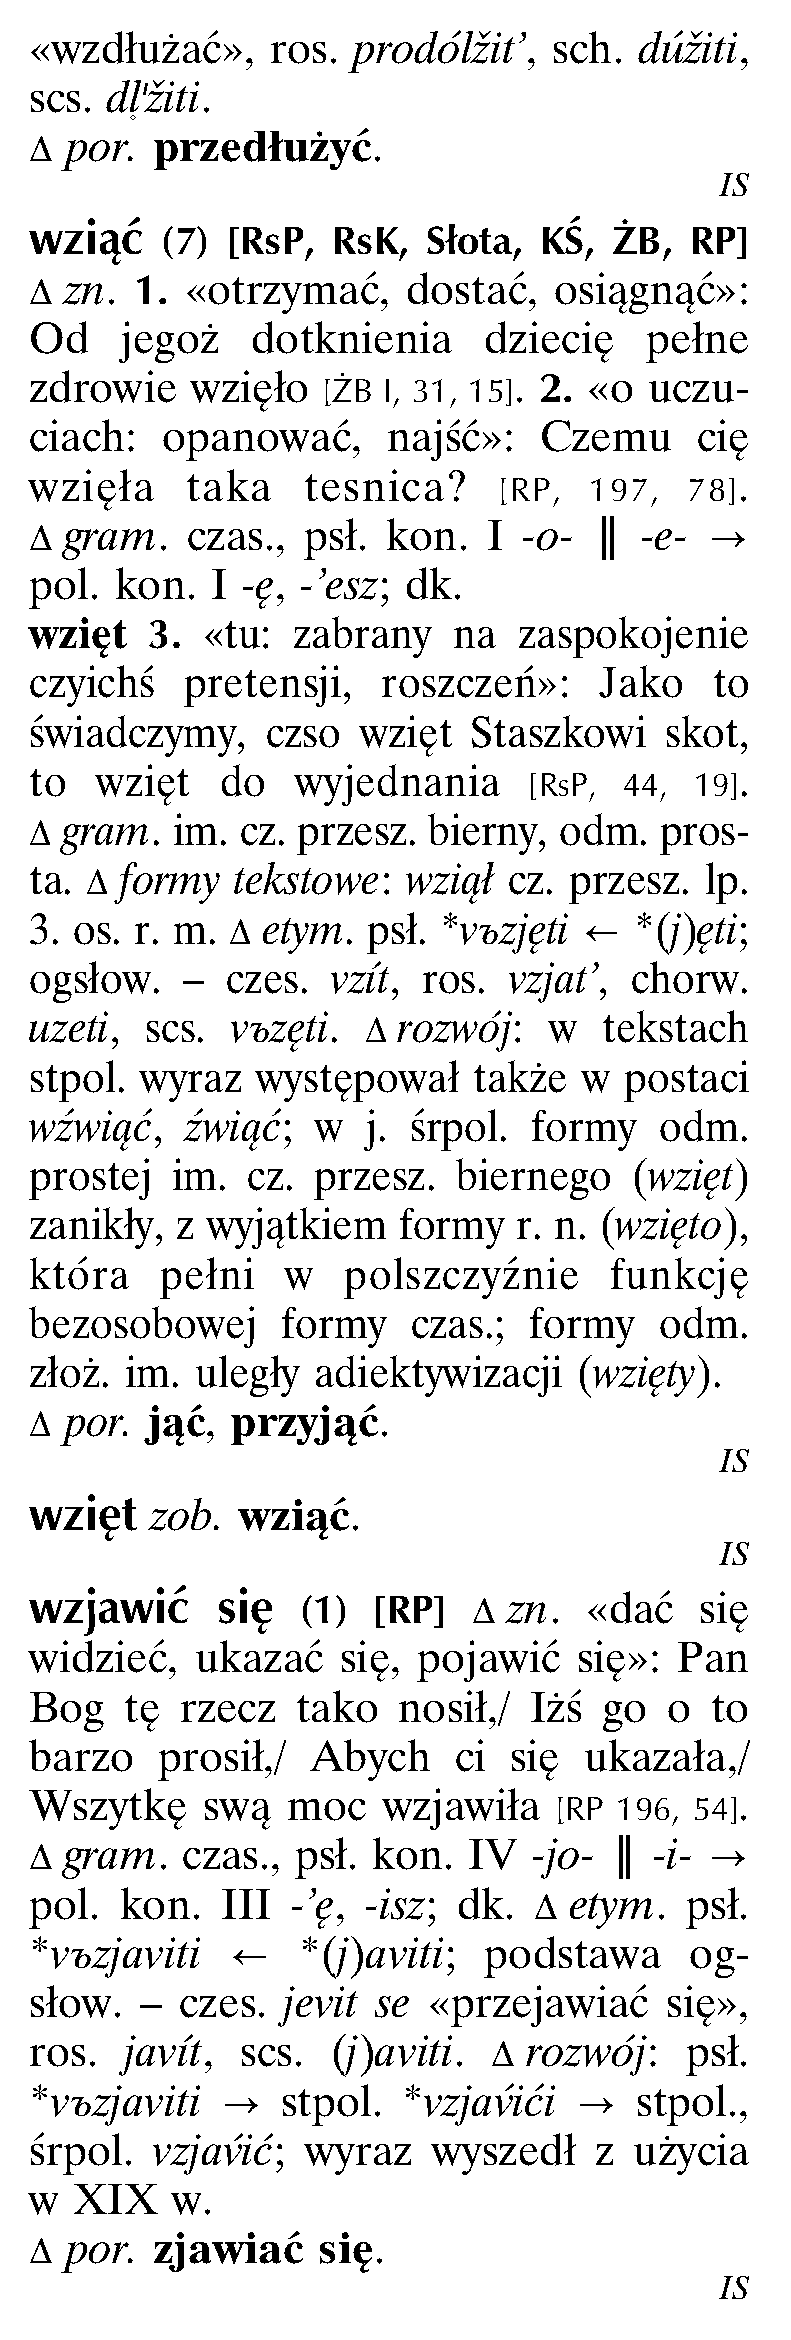 «wzdłużać», ros. prodólžit’, sch. dúžiti,
scs. dl̥'žiti.
Δ por. przedłużyć.
IS
wziąć (7) [RsP, RsK, Słota, KŚ, ŻB, RP]
Δ zn. 1. «otrzymać, dostać, osiągnąć»:
Od jegoż dotknienia dziecię pełne
zdrowie wzięło [ŻB I, 31, 15]. 2. «o uczu-
ciach: opanować, najść»: Czemu cię
wzięła taka tesnica? [RP, 197, 78].
Δ gram. czas., psł. kon. I -o- || -e- →
pol. kon. I -ę, -’esz; dk.
wzięt 3. «tu: zabrany na zaspokojenie
czyichś pretensji, roszczeń»: Jako to
świadczymy, czso wzięt Staszkowi skot,
to wzięt do wyjednania [RsP, 44, 19].
Δ gram. im. cz. przesz. bierny, odm. pros-
ta. Δ formy tekstowe: wziął cz. przesz. lp.
3. os. r. m. Δ etym. psł. *vъzjęti ← *(j)ęti;
ogsłow. – czes. vzít, ros. vzjat’, chorw.
uzeti, scs. vъzęti. Δ rozwój: w tekstach
stpol. wyraz występował także w postaci
wźwiąć, źwiąć; w j. śrpol. formy odm.
prostej im. cz. przesz. biernego (wzięt)
zanikły, z wyjątkiem formy r. n. (wzięto),
która pełni w polszczyźnie funkcję
bezosobowej formy czas.; formy odm.
złoż. im. uległy adiektywizacji (wzięty).
Δ por. jąć, przyjąć.
IS
wzięt zob. wziąć.
IS
wzjawić się (1) [RP] Δ zn. «dać się
widzieć, ukazać się, pojawić się»: Pan
Bog tę rzecz tako nosił,/ Iżś go o to
barzo prosił,/ Abych ci się ukazała,/
Wszytkę swą moc wzjawiła [RP 196, 54].
Δ gram. czas., psł. kon. IV -jo- || -i- →
pol. kon. III -’ę, -isz; dk. Δ etym. psł.
*vъzjaviti ← *(j)aviti; podstawa og-
słow. – czes. jevit se «przejawiać się»,
ros. javít, scs. (j)aviti. Δ rozwój: psł.
*vъzjaviti → stpol. *vzjav́ići → stpol.,
śrpol. vzjav́ić; wyraz wyszedł z użycia
w XIX w.
Δ por. zjawiać się.
IS